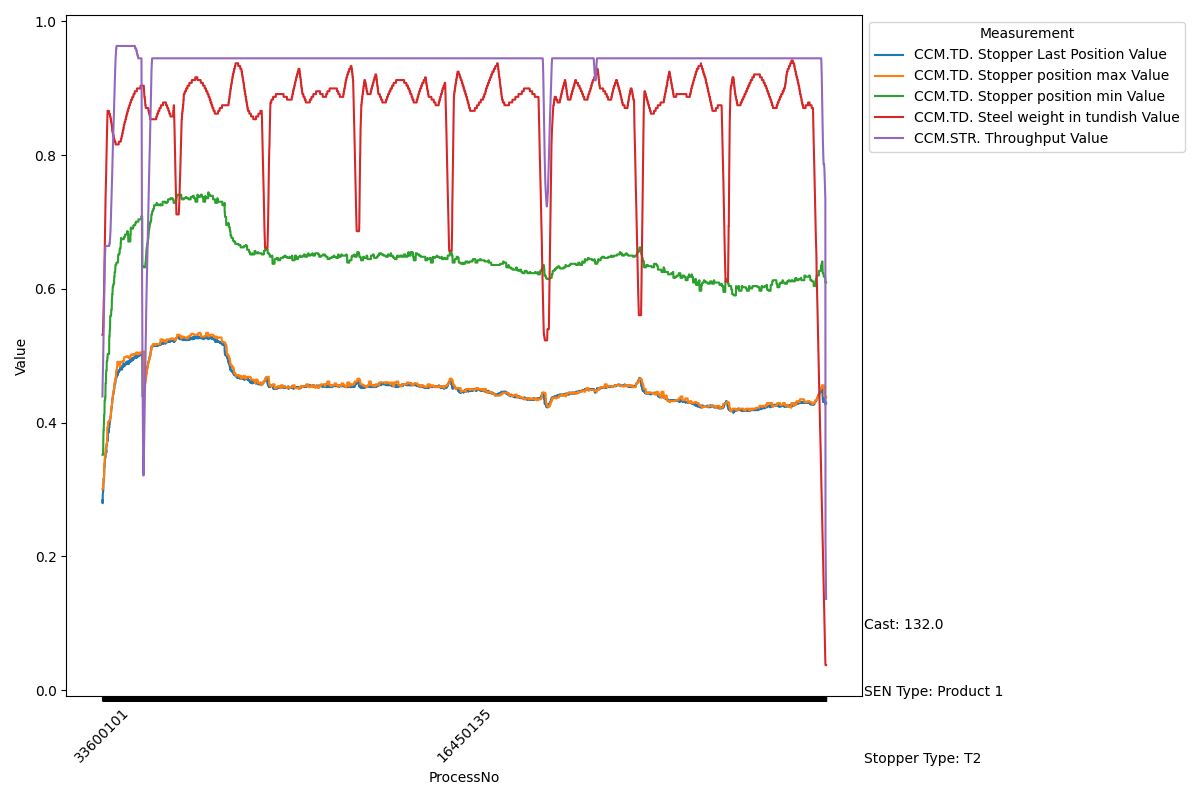 1.0
0.8
0.6
0.4
0.2
0.0
Value
33600101
16450135
ProcessNo
Measurement
CCM.TD. Stopper Last Position Value
CCM.TD. Stopper position max Value
CCM.TD. Stopper position min Value
CCM.TD. Steel weight in tundish Value
CCM.STR. Throughput Value
Cast: 132.0
SEN Type: Product 1
Stopper Type: T2